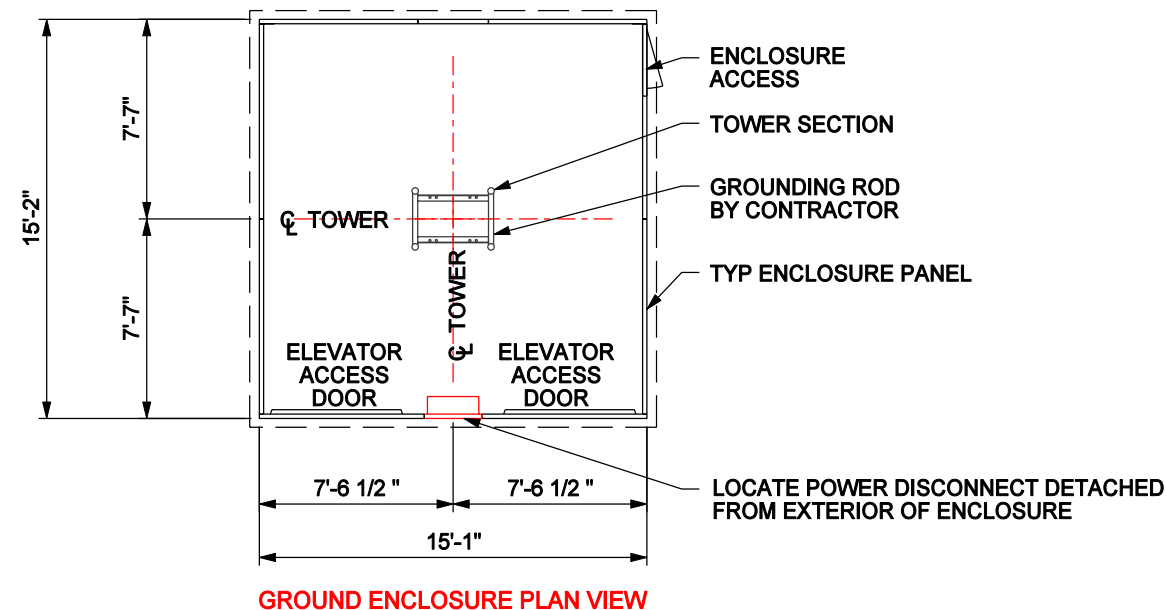 ENCLOSURE
ACCESS
TOWER SECTION
GROUNDING ROD
BY CONTRACTOR
TYP ENCLOSURE PANEL
7'-7"
15'-2"
7'-7"
℄ TOWER
℄ TOWER
ELEVATOR
ACCESS
DOOR
ELEVATOR
ACCESS
DOOR
7'-6 1/2 "
7'-6 1/2 "
15'-1"
LOCATE POWER DISCONNECT DETACHED
FROM EXTERIOR OF ENCLOSURE
GROUND ENCLOSURE PLAN VIEW